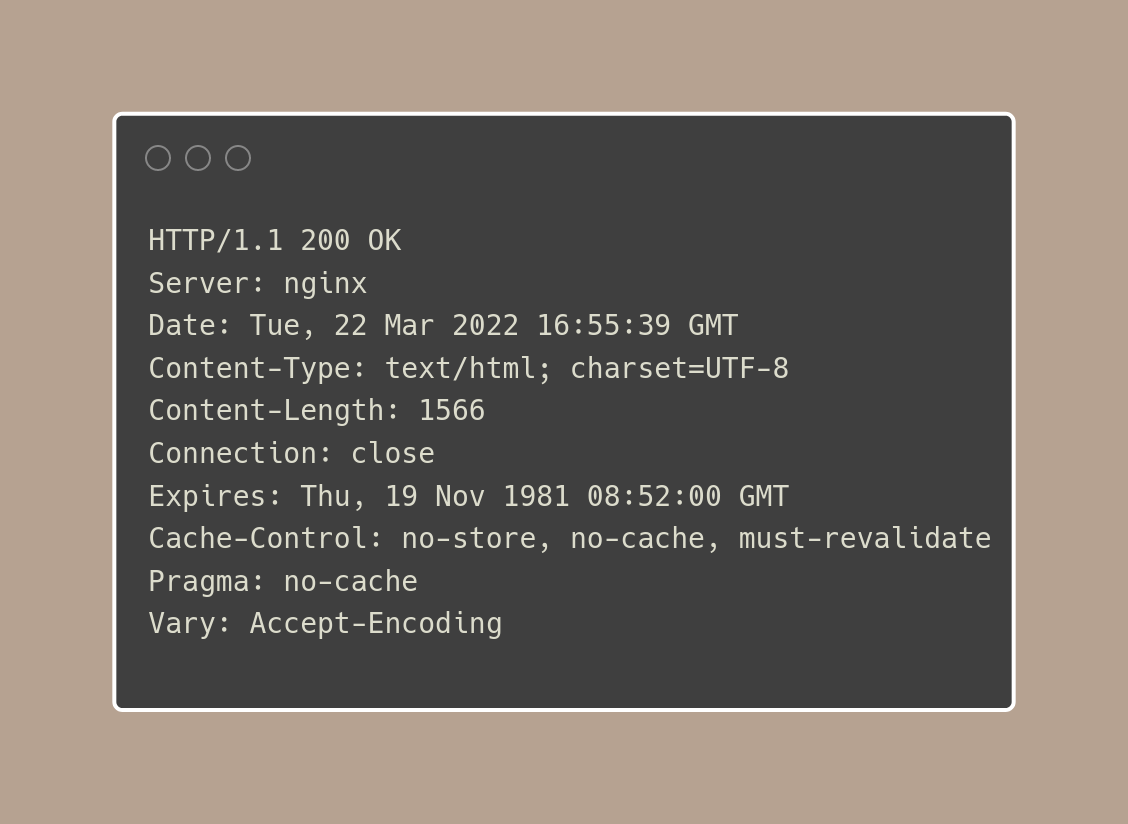 HTTP/1.1 200 OK
Server: nginx
Date: Tue, 22 Mar 2022 16:55:39 GMT
Content-Type: text/html; charset=UTF-8
Content-Length: 1566
Connection: close
Expires: Thu, 19 Nov 1981 08:52:00 GMT
Cache-Control: no-store, no-cache, must-revalidate
Pragma: no-cache
Vary: Accept-Encoding